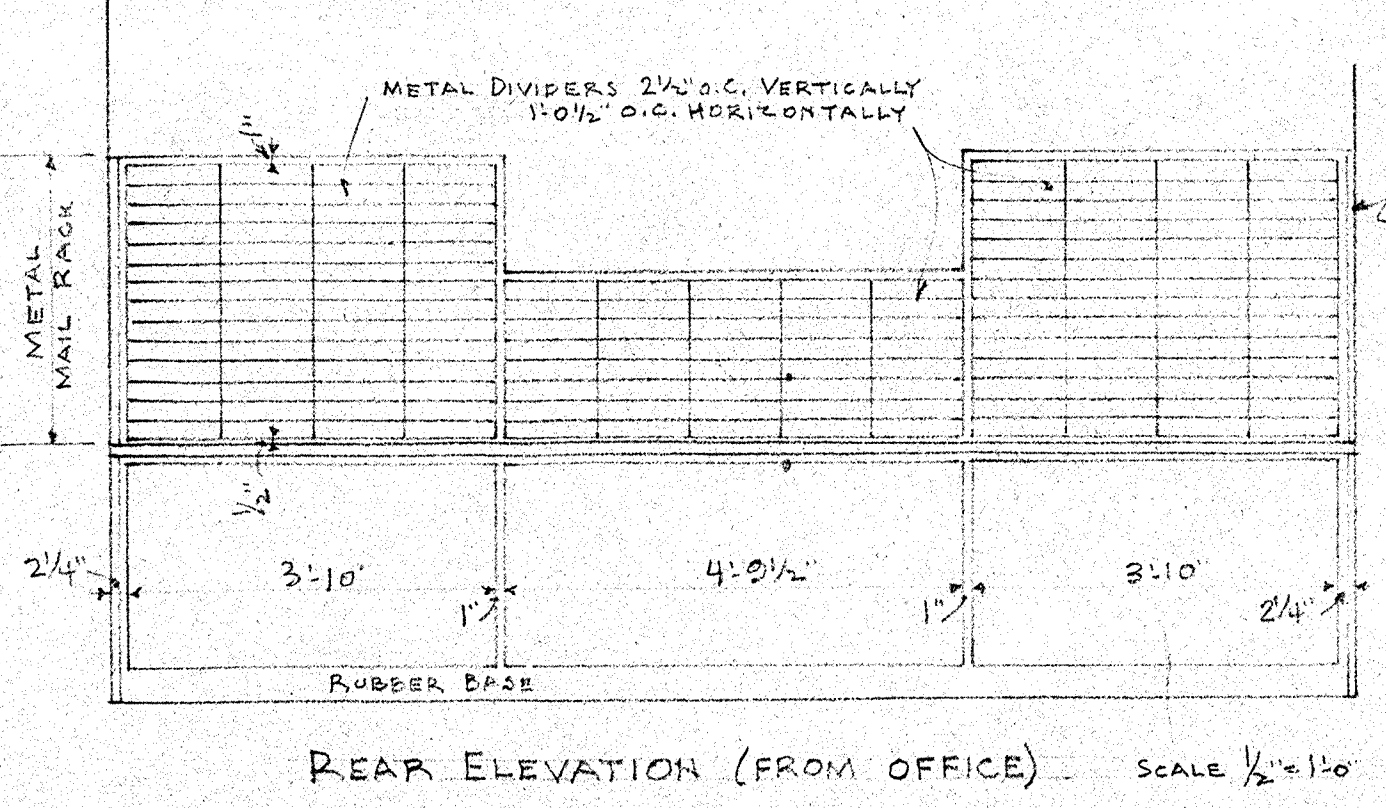 METAL DIVIDERS 2½" O.C. VERTICALLY
1'-0½" O.C. HORIZONTALLY
1"
METAL
MAIL RACK
½"
2¼"
3'-10"
1"
4'-9½"
1"
3'-10"
2¼"
RUBBER BASE
REAR ELEVATION (FROM OFFICE)
SCALE ½" = 1'-0"